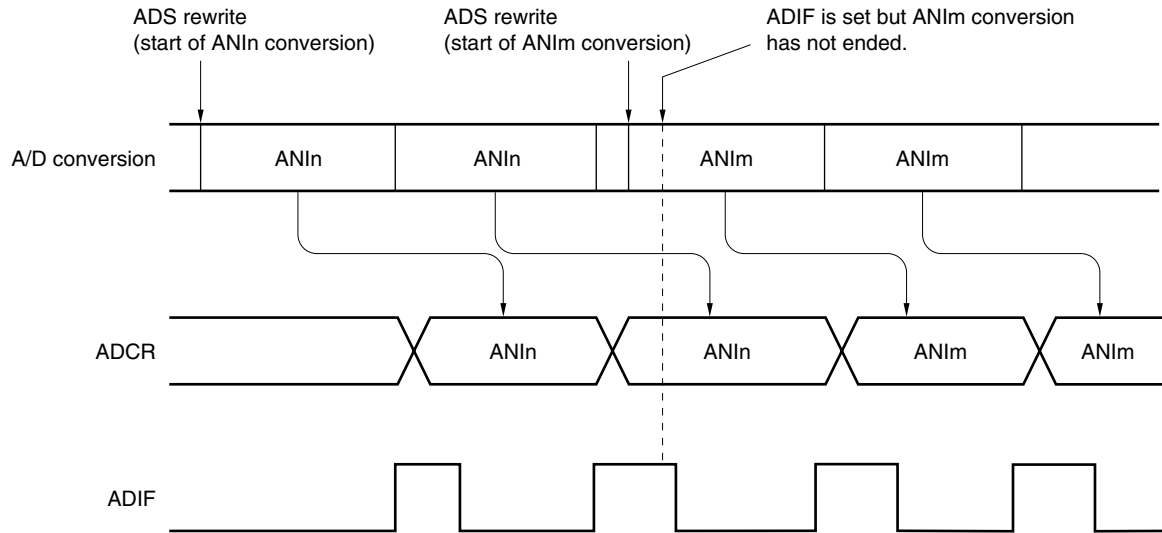 ADS rewrite
(start of ANIn conversion)
ADS rewrite
(start of ANIm conversion)
ADIF is set but ANIm conversion
has not ended.
A/D conversion
ANIn
ANIn
ANIm
ANIm
ADCR
ANIn
ANIn
ANIm
ANIm
ADIF